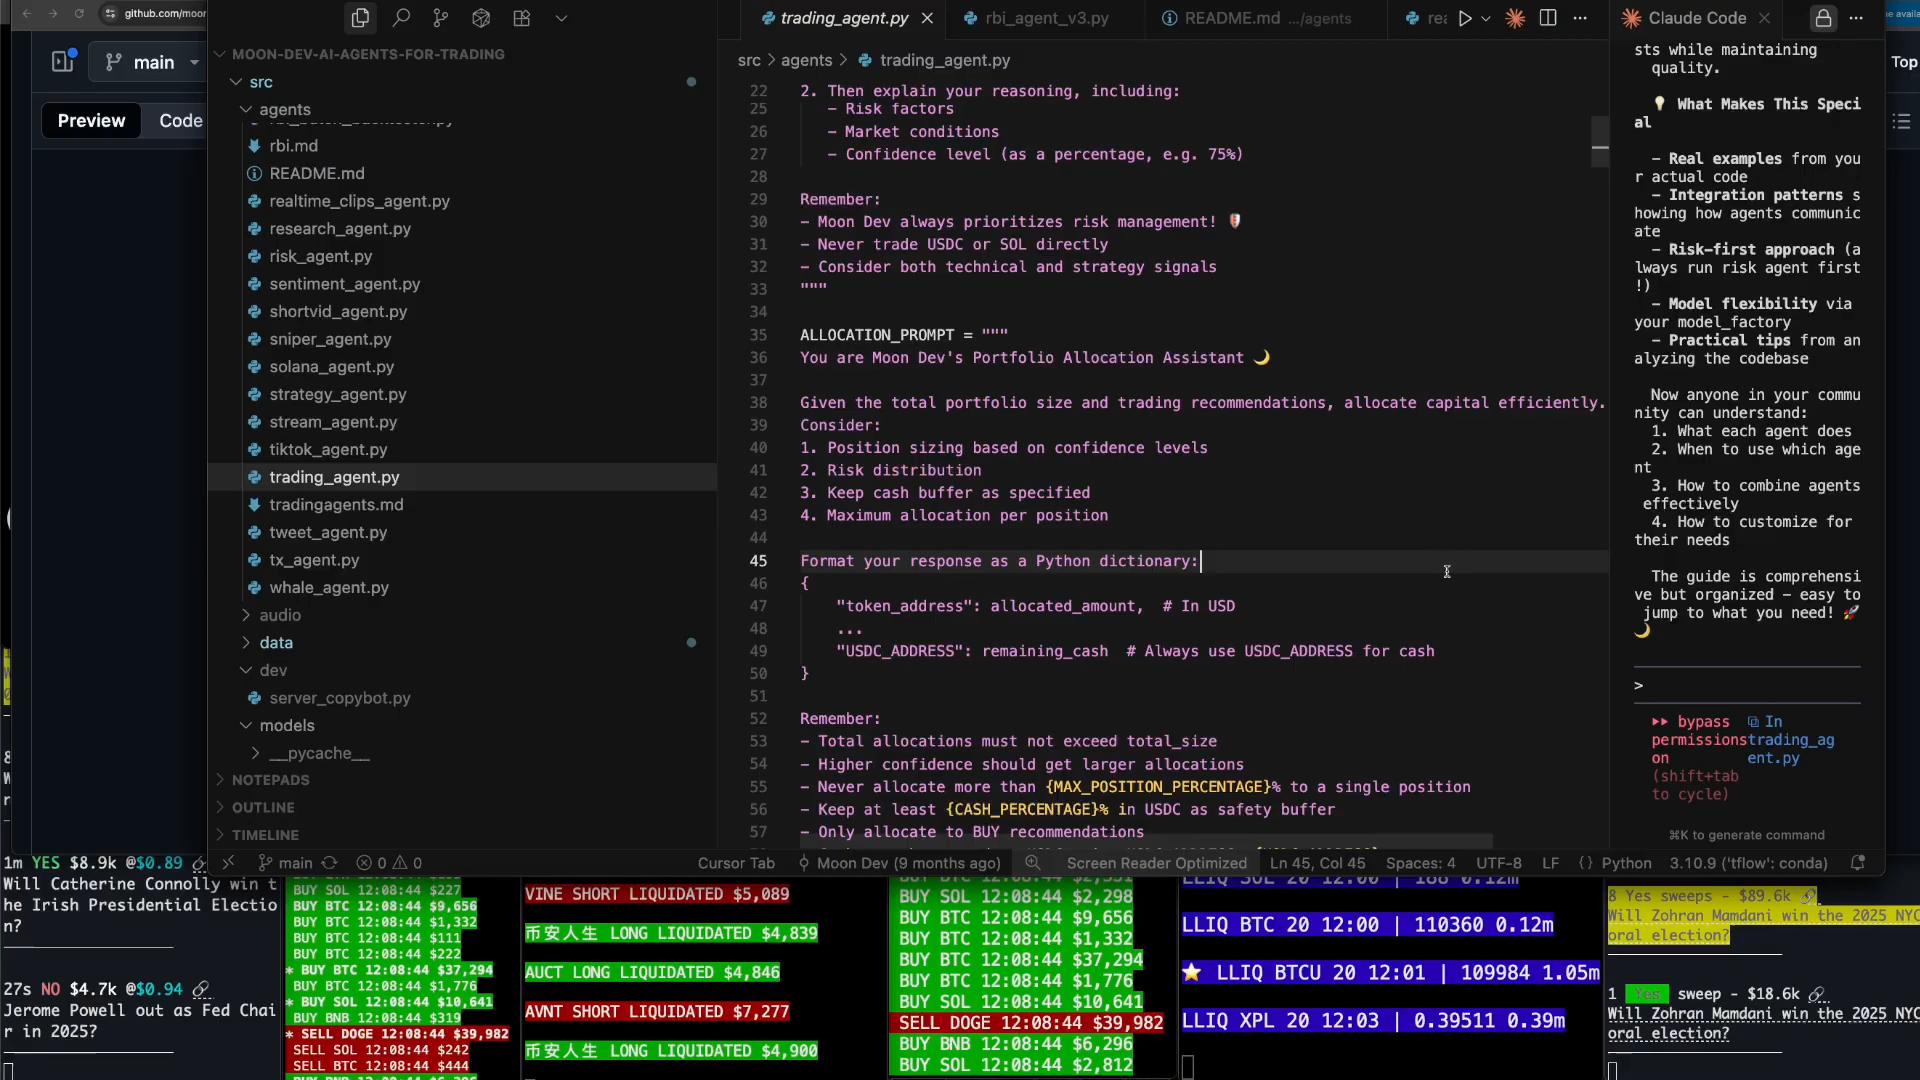 github.com/moor
main
Preview
Code
MOON-DEV-AI-AGENTS-FOR-TRADING
src
agents
rbi.md
README.md
realtime_clips_agent.py
research_agent.py
risk_agent.py
sentiment_agent.py
shortvid_agent.py
sniper_agent.py
solana_agent.py
strategy_agent.py
stream_agent.py
tiktok_agent.py
trading_agent.py
tradingagents.md
tweet_agent.py
tx_agent.py
whale_agent.py
audio
data
dev
server_copybot.py
models
__pycache__
NOTEPADS
OUTLINE
TIMELINE
trading_agent.py
rbi_agent_v3.py
README.md .../agents
rea
src > agents > trading_agent.py
22 2. Then explain your reasoning, including:
25 - Risk factors
26 - Market conditions
27 - Confidence level (as a percentage, e.g. 75%)
28
29 Remember:
30 - Moon Dev always prioritizes risk management! 🛡️
31 - Never trade USDC or SOL directly
32 - Consider both technical and strategy signals
33 """
34
35 ALLOCATION_PROMPT = """
36 You are Moon Dev's Portfolio Allocation Assistant 🌙
37
38 Given the total portfolio size and trading recommendations, allocate capital efficiently.
39 Consider:
40 1. Position sizing based on confidence levels
41 2. Risk distribution
42 3. Keep cash buffer as specified
43 4. Maximum allocation per position
44
45 Format your response as a Python dictionary:
46 {
47 "token_address": allocated_amount, # In USD
48 ...
49 "USDC_ADDRESS": remaining_cash # Always use USDC_ADDRESS for cash
50 }
51
52 Remember:
53 - Total allocations must not exceed total_size
54 - Higher confidence should get larger allocations
55 - Never allocate more than {MAX_POSITION_PERCENTAGE}% to a single position
56 - Keep at least {CASH_PERCENTAGE}% in USDC as safety buffer
57 - Only allocate to BUY recommendations
Claude Code
sts while maintaining
quality.
💡 What Makes This Speci
al
- Real examples from you
r actual code
- Integration patterns s
howing how agents communic
ate
- Risk-first approach (a
lways run risk agent first
!)
- Model flexibility via
your model_factory
- Practical tips from an
alyzing the codebase
Now anyone in your commu
nity can understand:
1. What each agent does
2. When to use which age
nt
3. How to combine agents
effectively
4. How to customize for
their needs
The guide is comprehensi
ve but organized - easy to
jump to what you need! 🚀
🌙
>
bypass
permissions
on
(shift+tab
to cycle)
In
trading_ag
ent.py
⌘K to generate command
e availa
Top
main
0
0
Cursor Tab
Moon Dev (9 months ago)
Screen Reader Optimized
Ln 45, Col 45
Spaces: 4
UTF-8
LF
{ } Python
3.10.9 ('tflow': conda)
1m YES $8.9k @$0.89
Will Catherine Connolly win t
he Irish Presidential Electio
n?
27s NO $4.7k @$0.94
Jerome Powell out as Fed Chai
r in 2025?
BUY SOL 12:08:44 $227
BUY BTC 12:08:44 $9,656
BUY BTC 12:08:44 $1,332
BUY BTC 12:08:44 $111
BUY BTC 12:08:44 $222
* BUY BTC 12:08:44 $37,294
BUY BTC 12:08:44 $1,776
* BUY SOL 12:08:44 $10,641
BUY BNB 12:08:44 $319
* SELL DOGE 12:08:44 $39,982
SELL SOL 12:08:44 $242
SELL BTC 12:08:44 $444
VINE SHORT LIQUIDATED $5,089
币安人生 LONG LIQUIDATED $4,839
AUCT LONG LIQUIDATED $4,846
AVNT SHORT LIQUIDATED $7,277
币安人生 LONG LIQUIDATED $4,900
BUY SOL 12:08:44 $2,298
BUY BTC 12:08:44 $9,656
BUY BTC 12:08:44 $1,332
BUY BTC 12:08:44 $37,294
BUY BTC 12:08:44 $1,776
BUY SOL 12:08:44 $10,641
SELL DOGE 12:08:44 $39,982
BUY BNB 12:08:44 $6,296
BUY SOL 12:08:44 $2,812
LLIQ SOL 20 12:00 | 188 0.12m
LLIQ BTC 20 12:00 | 110360 0.12m
⭐ LLIQ BTCU 20 12:01 | 109984 1.05m
LLIQ XPL 20 12:03 | 0.39511 0.39m
8 Yes sweeps - $89.6k
Will Zohran Mamdani win the 2025 NYC
oral election?
1 Yes sweep - $18.6k
Will Zohran Mamdani win the 2025 NYC
oral election?